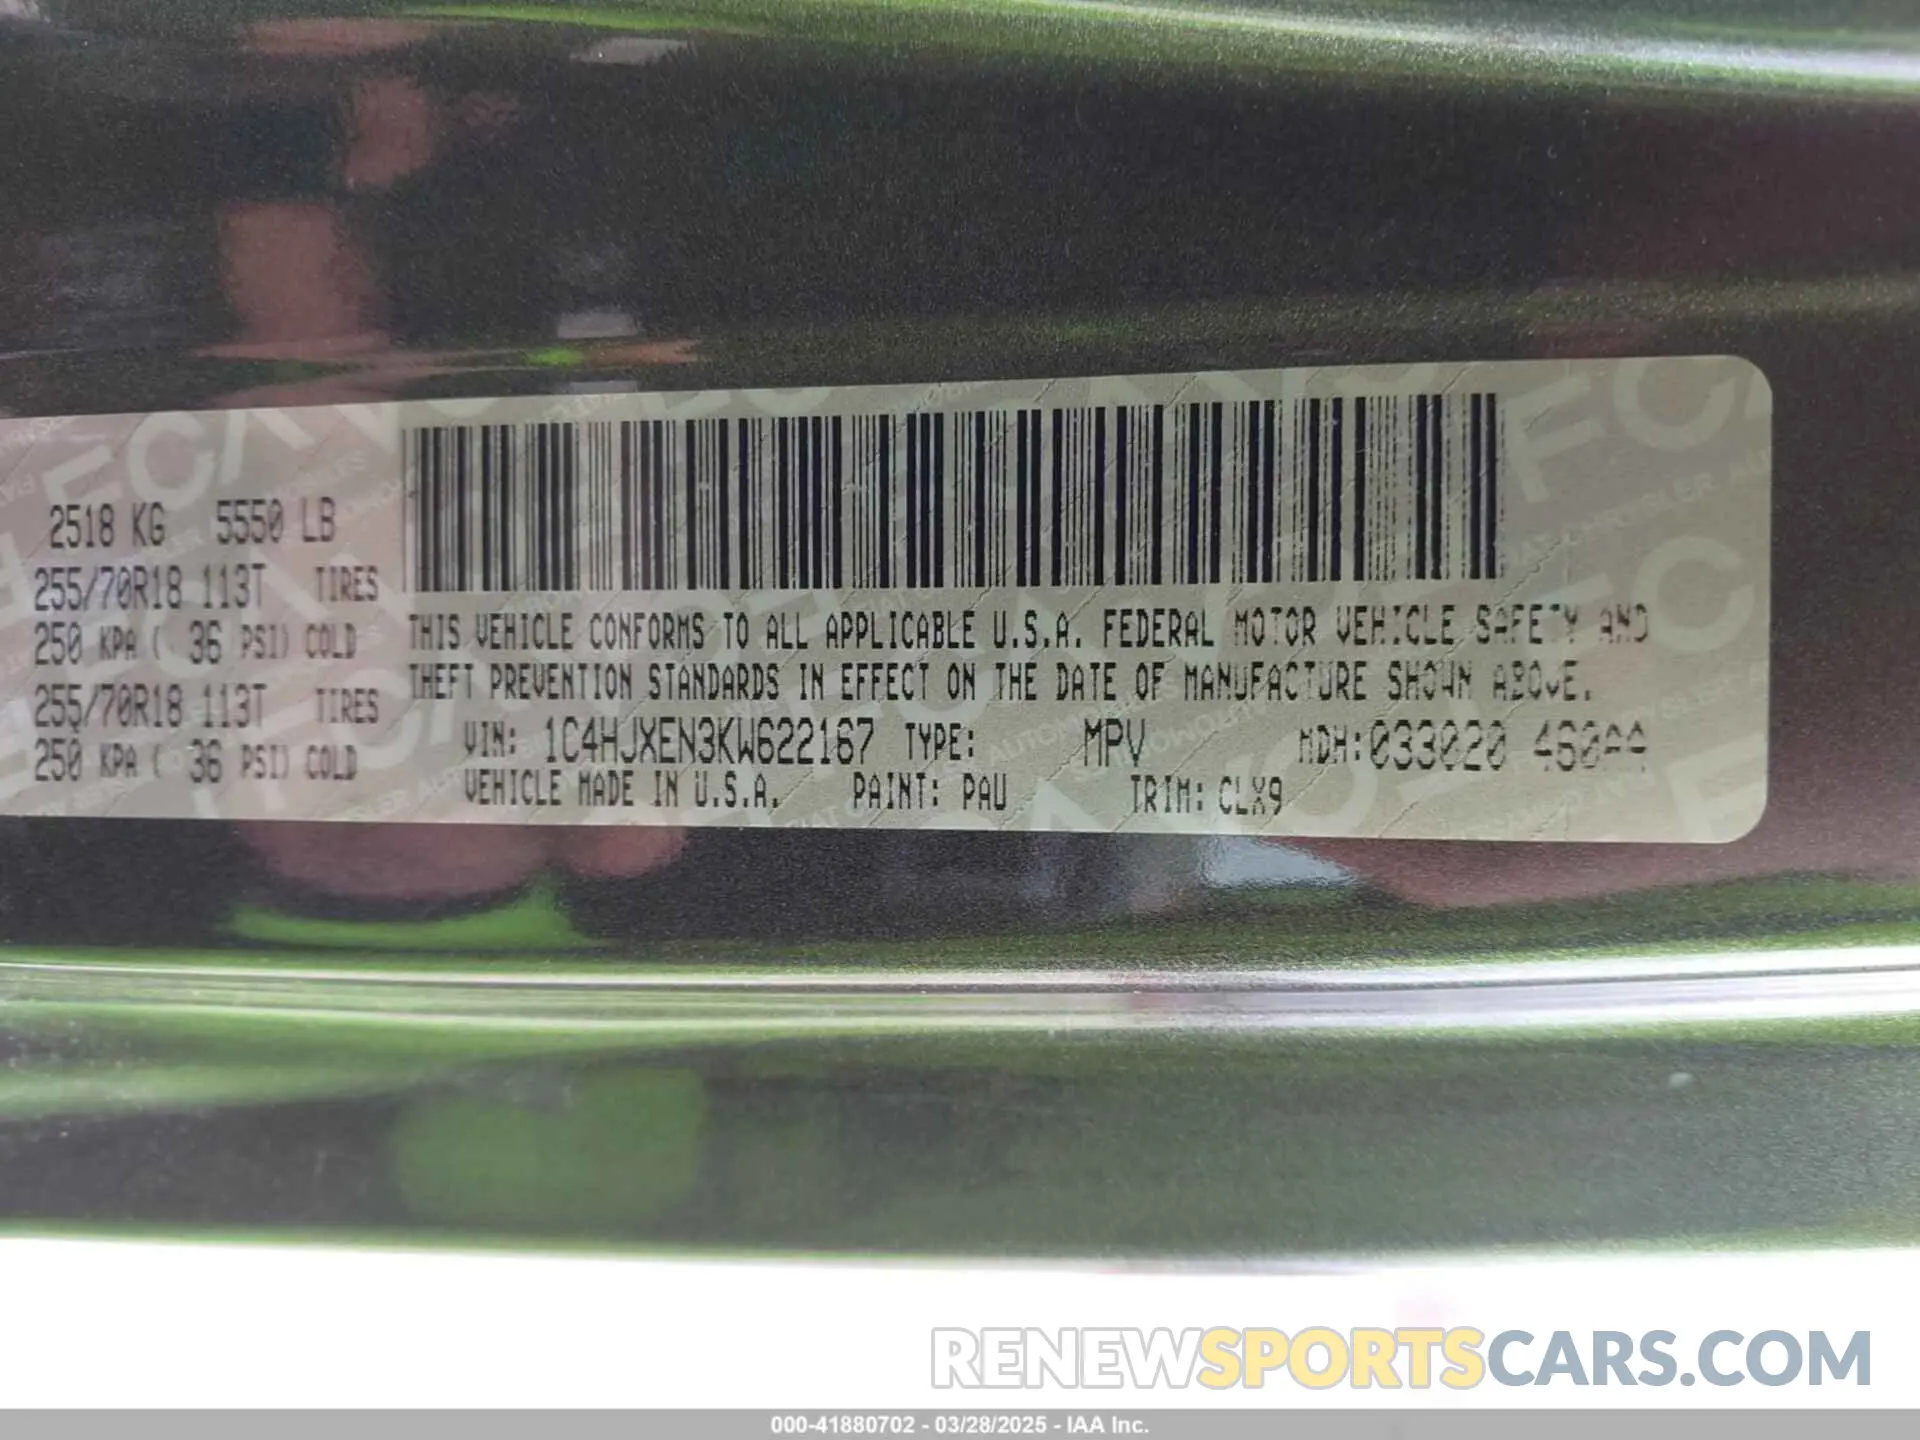 2518 KG 5550 LB
255/70R18 113T TIRES
250 KPA ( 36 PSI) COLD
255/70R18 113T TIRES
250 KPA ( 36 PSI) COLD
THIS VEHICLE CONFORMS TO ALL APPLICABLE U.S.A. FEDERAL MOTOR VEHICLE SAFETY AND
THEFT PREVENTION STANDARDS IN EFFECT ON THE DATE OF MANUFACTURE SHOWN ABOVE.
VIN: 1C4HJXEN3KW622167 TYPE: MPV MDH:033020 460AA
VEHICLE MADE IN U.S.A. PAINT: PAU TRIM: CLX9
RENEWSPORTSCARS.COM
000-41880702 - 03/28/2025 - IAA Inc.